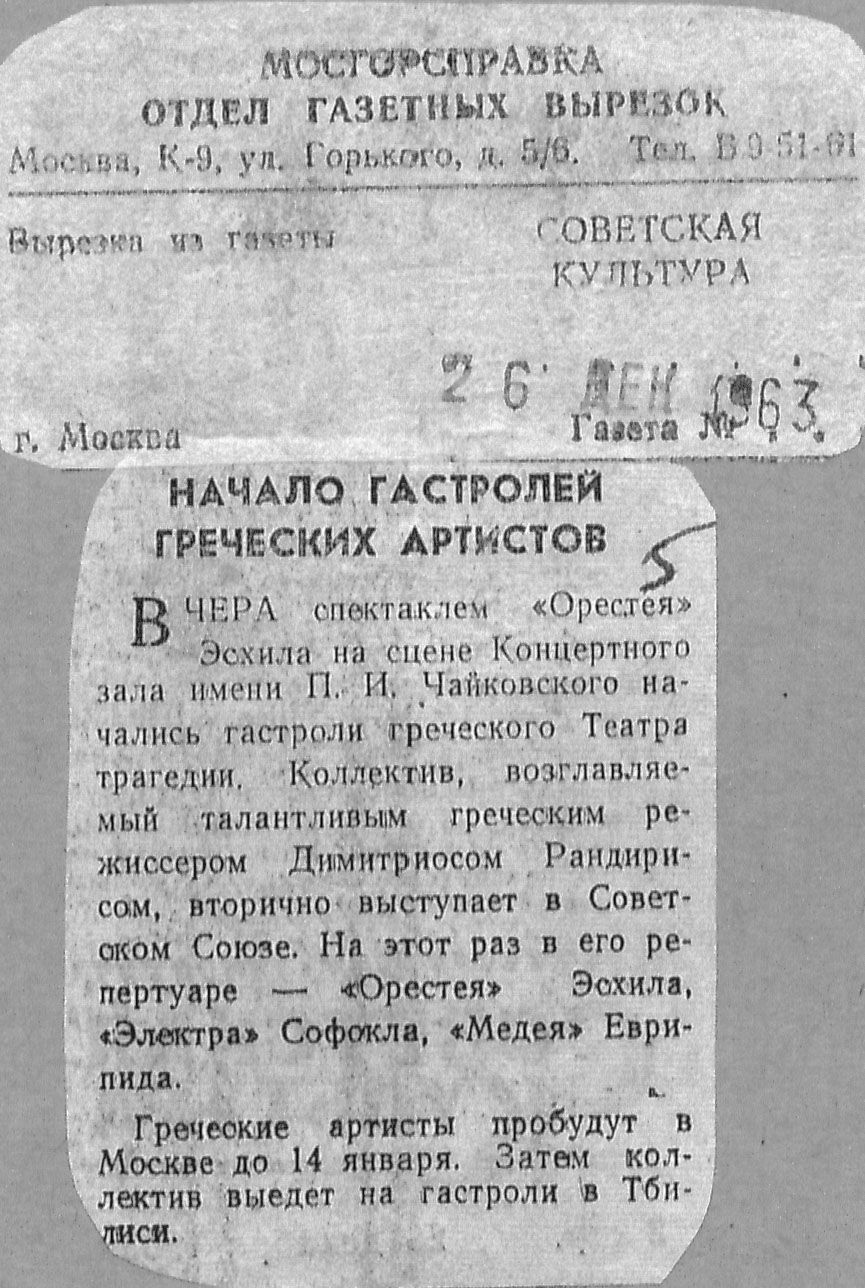 МОСГОРСПРАВКА
ОТДЕЛ ГАЗЕТНЫХ ВЫРЕЗОК
Москва, К-9, ул. Горького, д. 5/6. Тел. В 9-51-61
Вырезка из газеты СОВЕТСКАЯ
КУЛЬТУРА
26 ДЕК 1963
г. Москва Газета №
НАЧАЛО ГАСТРОЛЕЙ
ГРЕЧЕСКИХ АРТИСТОВ
5
ВЧЕРА спектаклем «Орестея»
Эсхила на сцене Концертного
зала имени П. И. Чайковского на-
чались гастроли греческого Театра
трагедии. Коллектив, возглавляе-
мый талантливым греческим ре-
жиссером Димитриосом Рандири-
сом, вторично выступает в Совет-
ском Союзе. На этот раз в его ре-
пертуаре — «Орестея» Эсхила,
«Электра» Софокла, «Медея» Еври-
пида.
Греческие артисты пробудут в
Москве до 14 января. Затем кол-
лектив выедет на гастроли в Тби-
лиси.